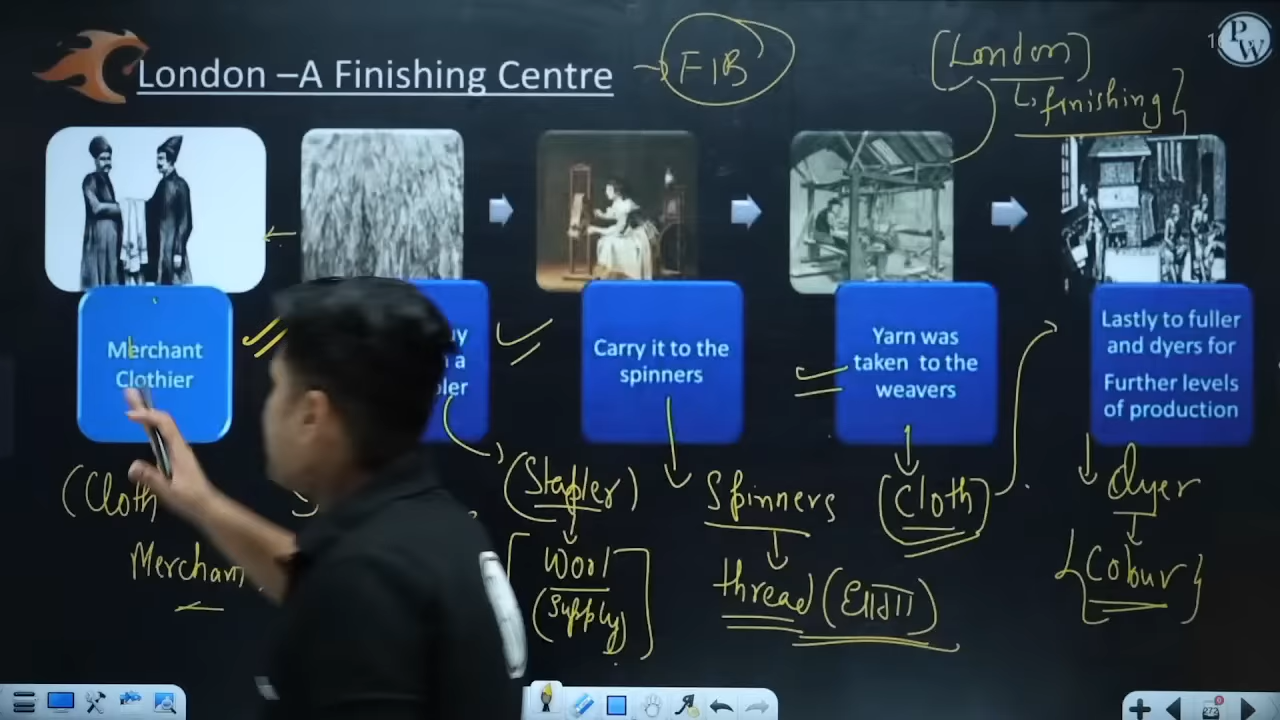 London –A Finishing Centre
FIB
(London)
finishing}
PW
Merchant
Clothier
Carry it to the
spinners
Yarn was
taken to the
weavers
Lastly to fuller
and dyers for
Further levels
of production
(Cloth
Merchan
(Stapler)
Wool
(Supply)
Spinners
thread
(Cloth)
dyer
{Colour}
272